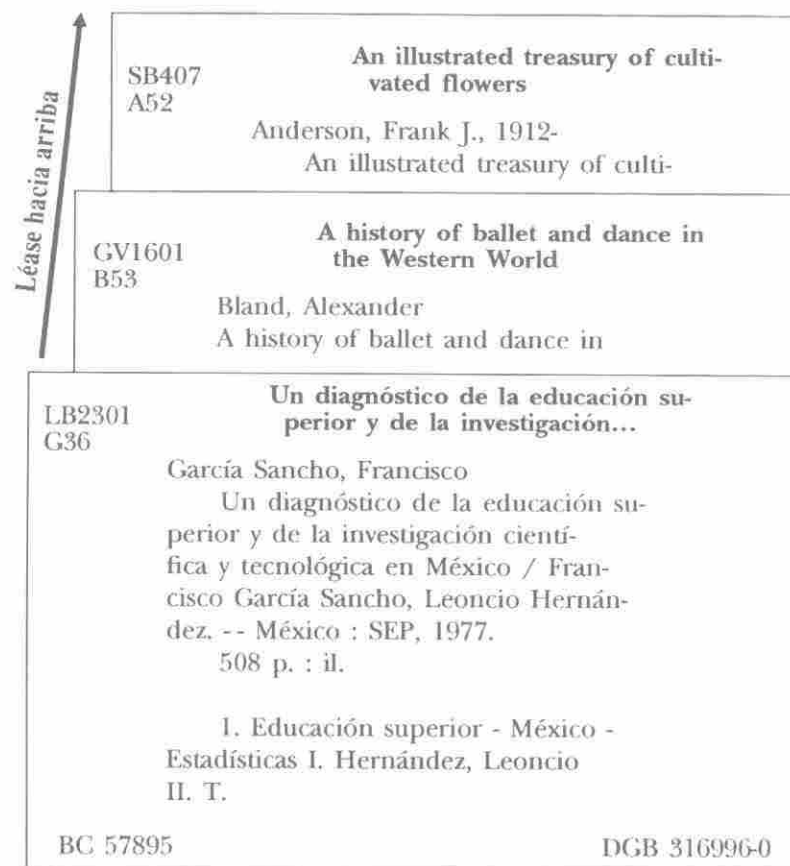 Léase hacia arriba
SB407
A52
An illustrated treasury of culti-
vated flowers
Anderson, Frank J., 1912-
An illustrated treasury of culti-
GV1601
B53
A history of ballet and dance in
the Western World
Bland, Alexander
A history of ballet and dance in
LB2301
G36
Un diagnóstico de la educación su-
perior y de la investigación...
García Sancho, Francisco
Un diagnóstico de la educación su-
perior y de la investigación cientí-
fica y tecnológica en México / Fran-
cisco García Sancho, Leoncio Hernán-
dez. -- México : SEP, 1977.
508 p. : il.
1. Educación superior - México -
Estadísticas I. Hernández, Leoncio
II. T.
BC 57895
DGB 316996-0